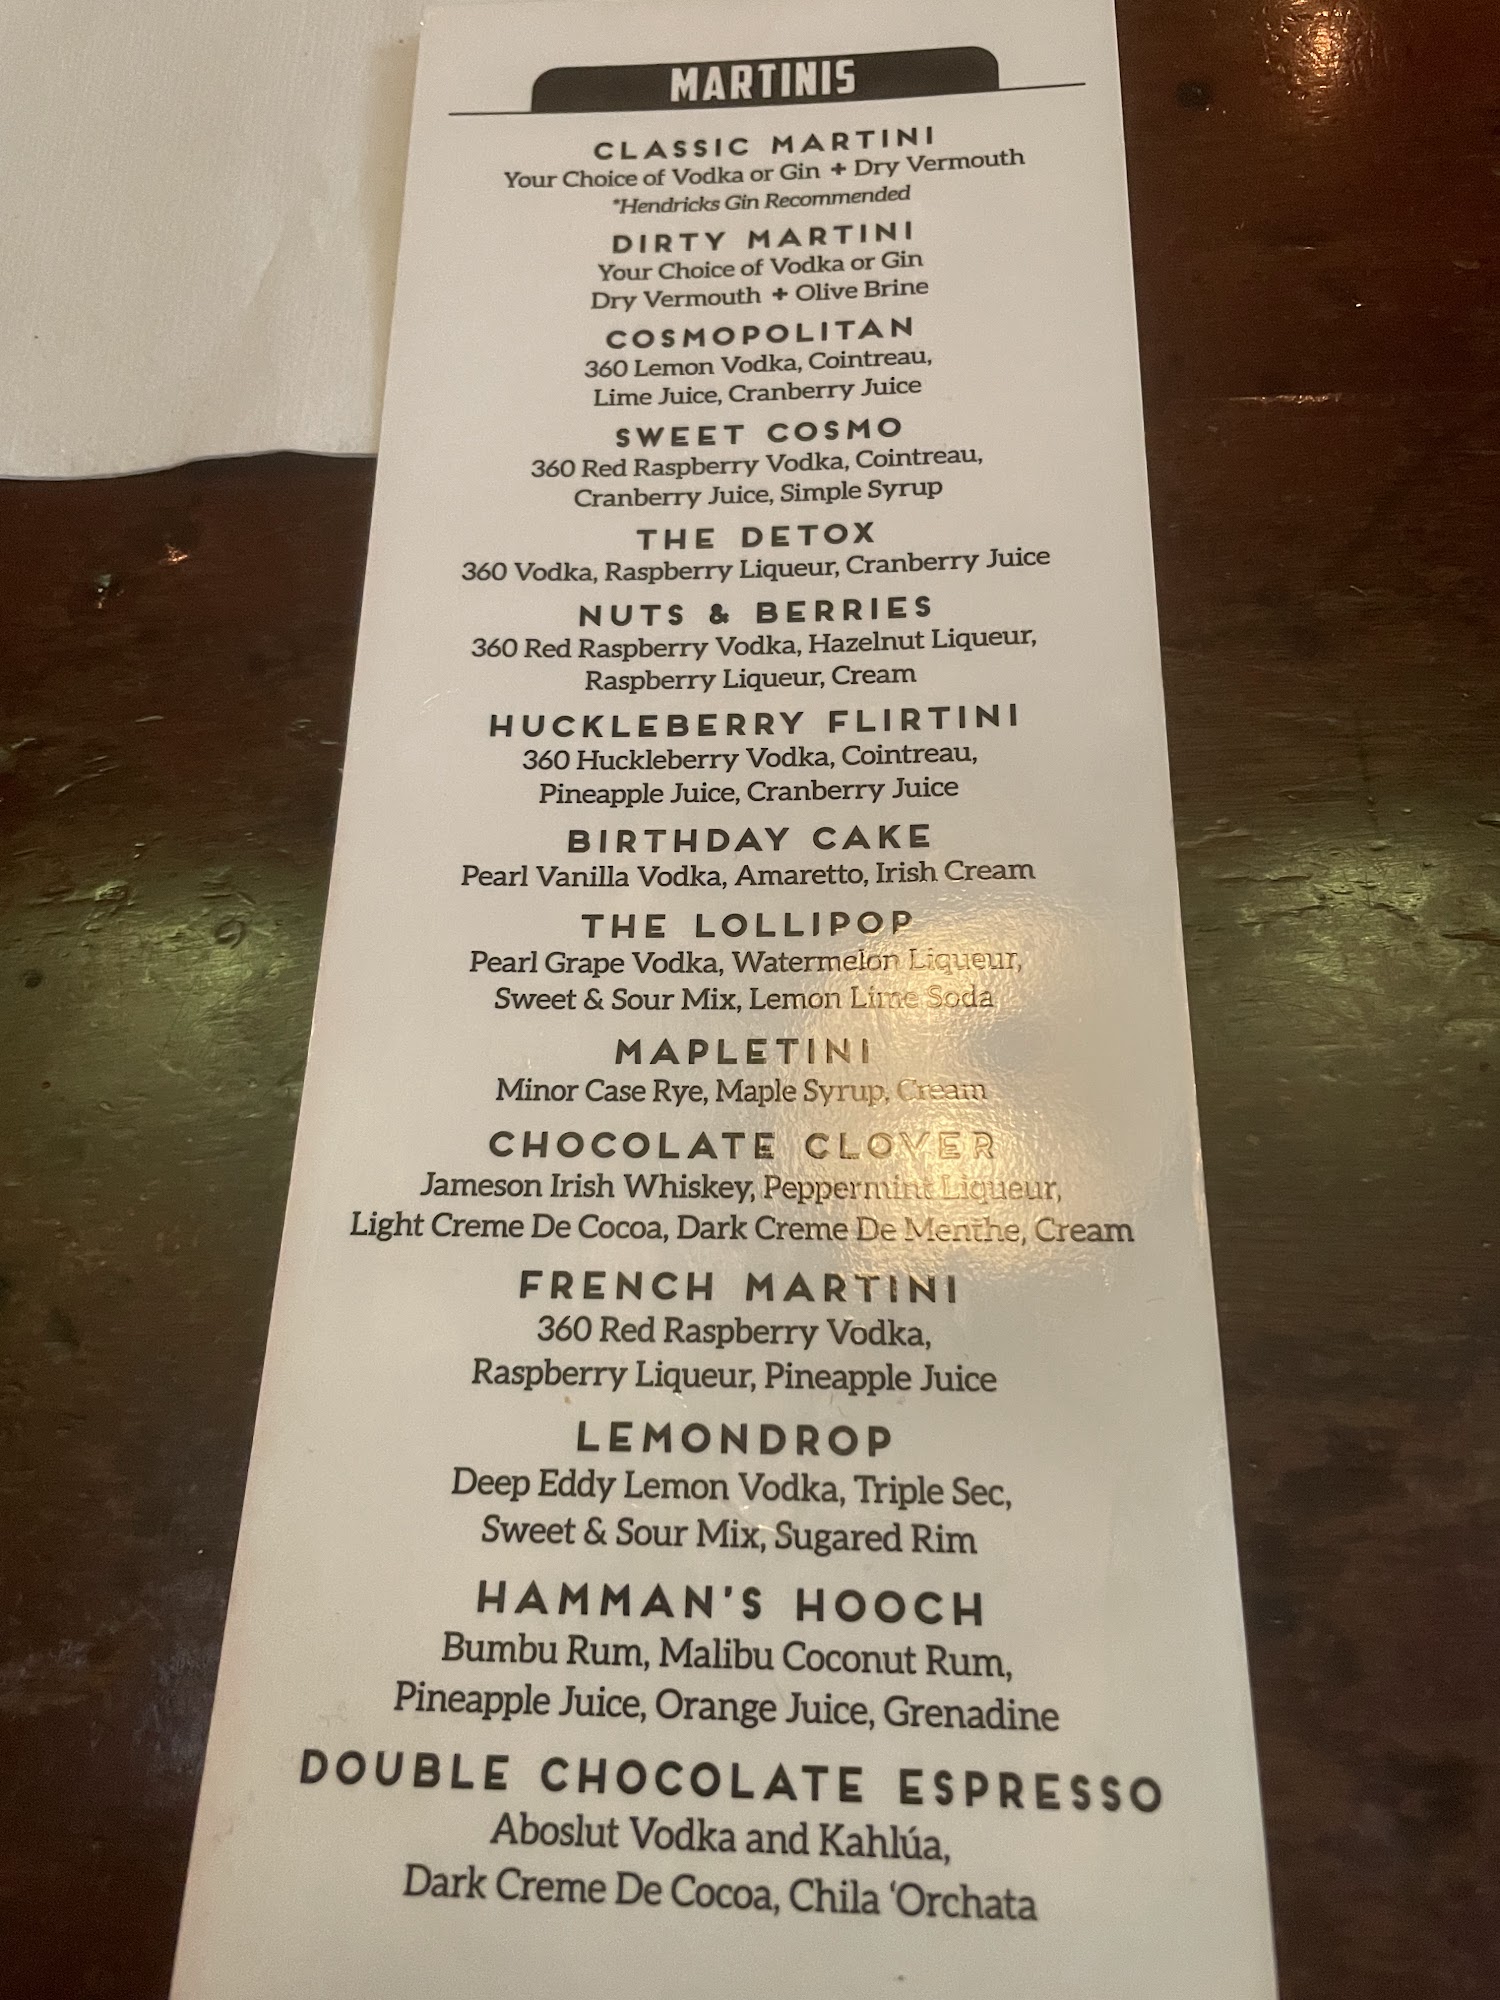 MARTINIS
CLASSIC MARTINI
Your Choice of Vodka or Gin + Dry Vermouth
*Hendricks Gin Recommended
DIRTY MARTINI
Your Choice of Vodka or Gin
Dry Vermouth + Olive Brine
COSMOPOLITAN
360 Lemon Vodka, Cointreau,
Lime Juice, Cranberry Juice
SWEET COSMO
360 Red Raspberry Vodka, Cointreau,
Cranberry Juice, Simple Syrup
THE DETOX
360 Vodka, Raspberry Liqueur, Cranberry Juice
NUTS & BERRIES
360 Red Raspberry Vodka, Hazelnut Liqueur,
Raspberry Liqueur, Cream
HUCKLEBERRY FLIRTINI
360 Huckleberry Vodka, Cointreau,
Pineapple Juice, Cranberry Juice
BIRTHDAY CAKE
Pearl Vanilla Vodka, Amaretto, Irish Cream
THE LOLLIPOP
Pearl Grape Vodka, Watermelon Liqueur,
Sweet & Sour Mix, Lemon Lime Soda
MAPLETINI
Minor Case Rye, Maple Syrup, Cream
CHOCOLATE CLOVER
Jameson Irish Whiskey, Peppermint Liqueur,
Light Creme De Cocoa, Dark Creme De Menthe, Cream
FRENCH MARTINI
360 Red Raspberry Vodka,
Raspberry Liqueur, Pineapple Juice
LEMONDROP
Deep Eddy Lemon Vodka, Triple Sec,
Sweet & Sour Mix, Sugared Rim
HAMMAN'S HOOCH
Bumbu Rum, Malibu Coconut Rum,
Pineapple Juice, Orange Juice, Grenadine
DOUBLE CHOCOLATE ESPRESSO
Aboslut Vodka and Kahlúa,
Dark Creme De Cocoa, Chila ‘Orchata